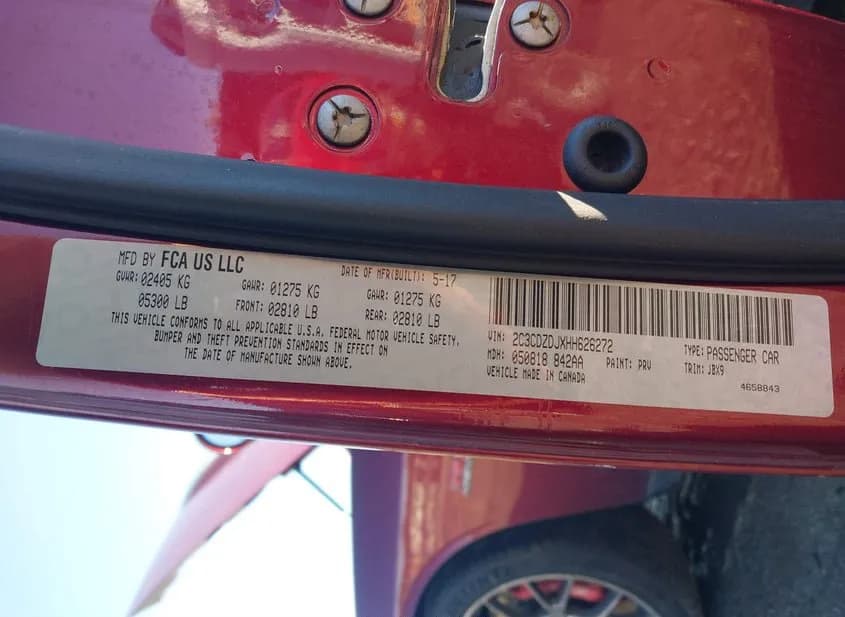 MFD BY FCA US LLC
DATE OF MFR(BUILT): 5-17
GVWR: 02405 KG
05300 LB
GAWR: 01275 KG
FRONT: 02810 LB
GAWR: 01275 KG
REAR: 02810 LB
THIS VEHICLE CONFORMS TO ALL APPLICABLE U.S.A. FEDERAL MOTOR VEHICLE SAFETY,
BUMPER AND THEFT PREVENTION STANDARDS IN EFFECT ON
THE DATE OF MANUFACTURE SHOWN ABOVE.
VIN: 2C3CDZDJXHH626272
TYPE: PASSENGER CAR
MDH: 050818 842AA
PAINT: PRV
TRIM: JBX9
VEHICLE MADE IN CANADA
4658843